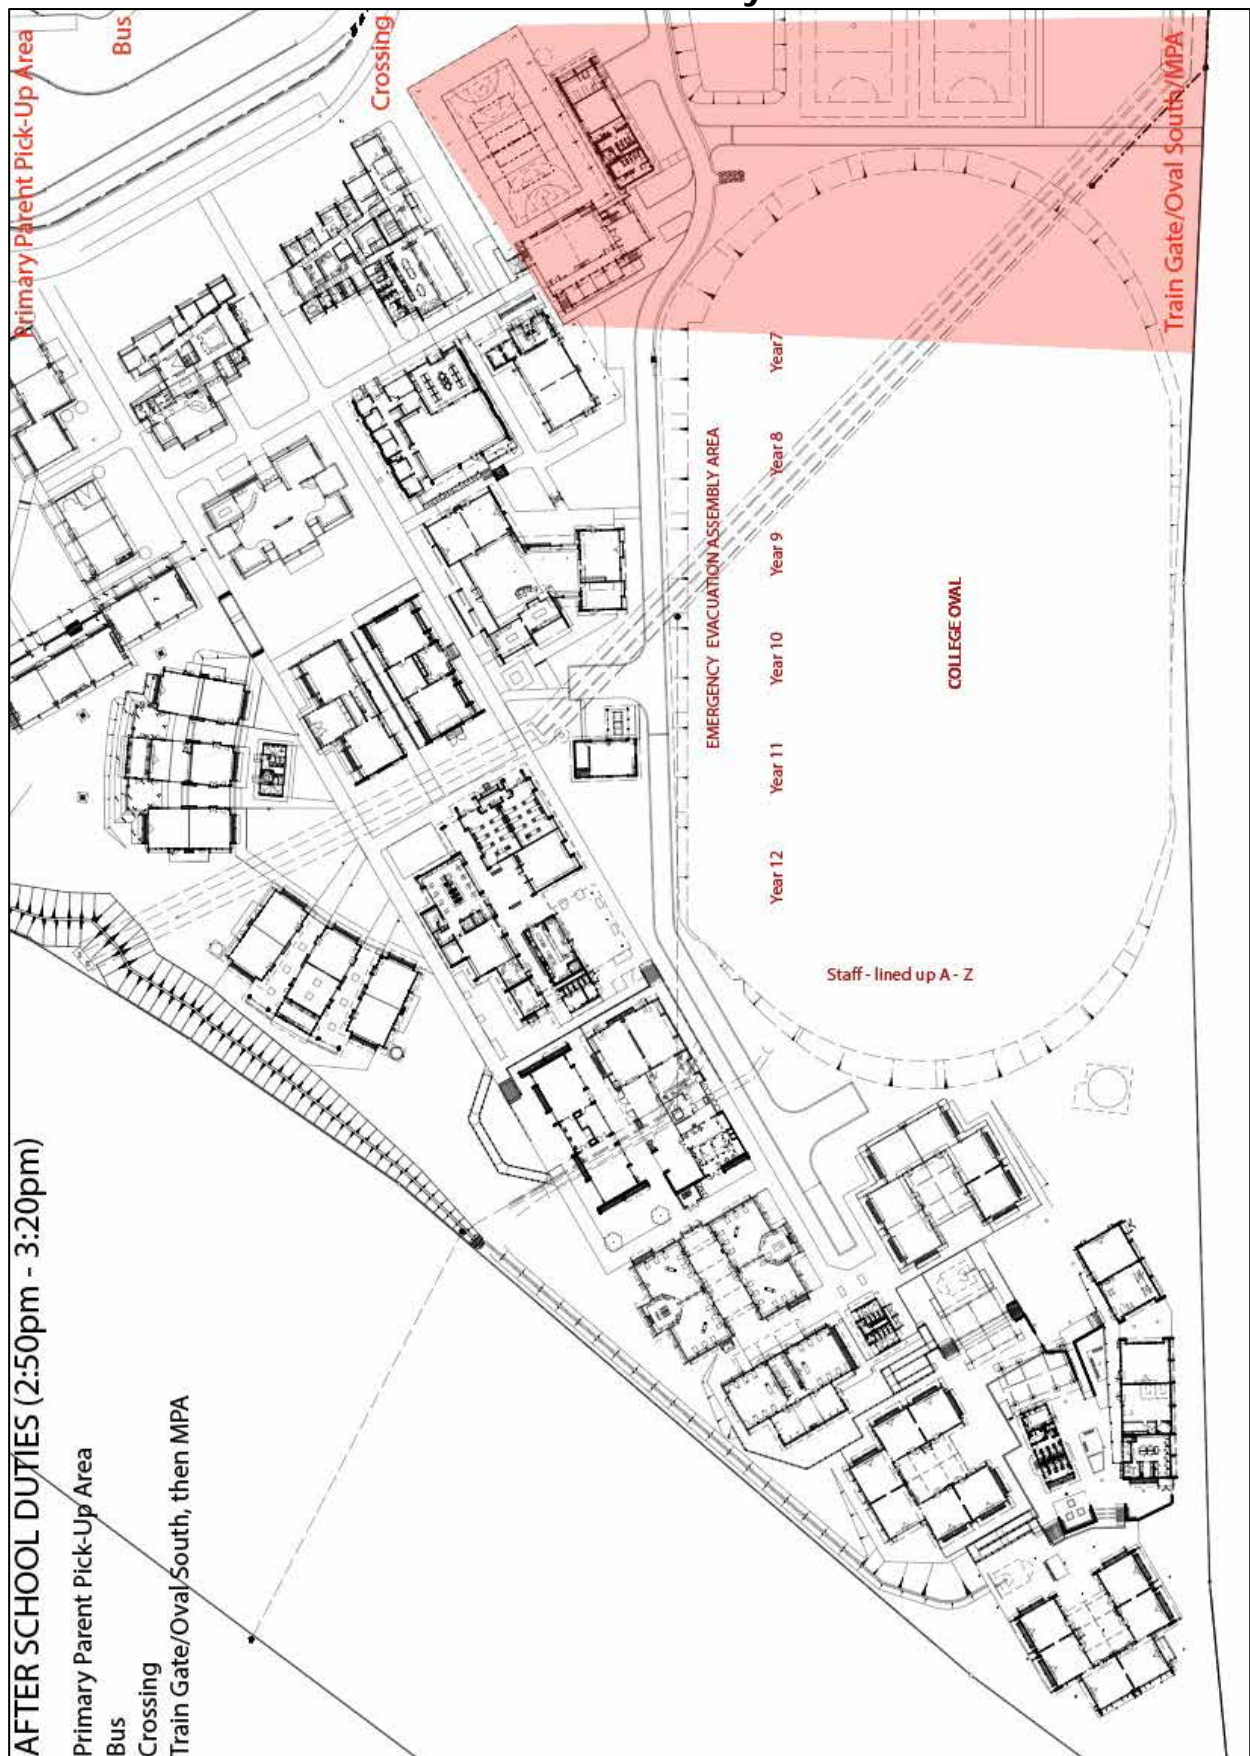 AFTER SCHOOL DUTIES (2:50pm - 3:20pm)
Primary Parent Pick-Up Area
Bus
Crossing
Train Gate/Oval South, then MPA
Primary Parent Pick-Up Area
Bus
Crossing
Train Gate/Oval South/MPA
EMERGENCY EVACUATION ASSEMBLY AREA
Year 12
Year 11
Year 10
Year 9
Year 8
Year7
COLLEGE OVAL
Staff - lined up A - Z